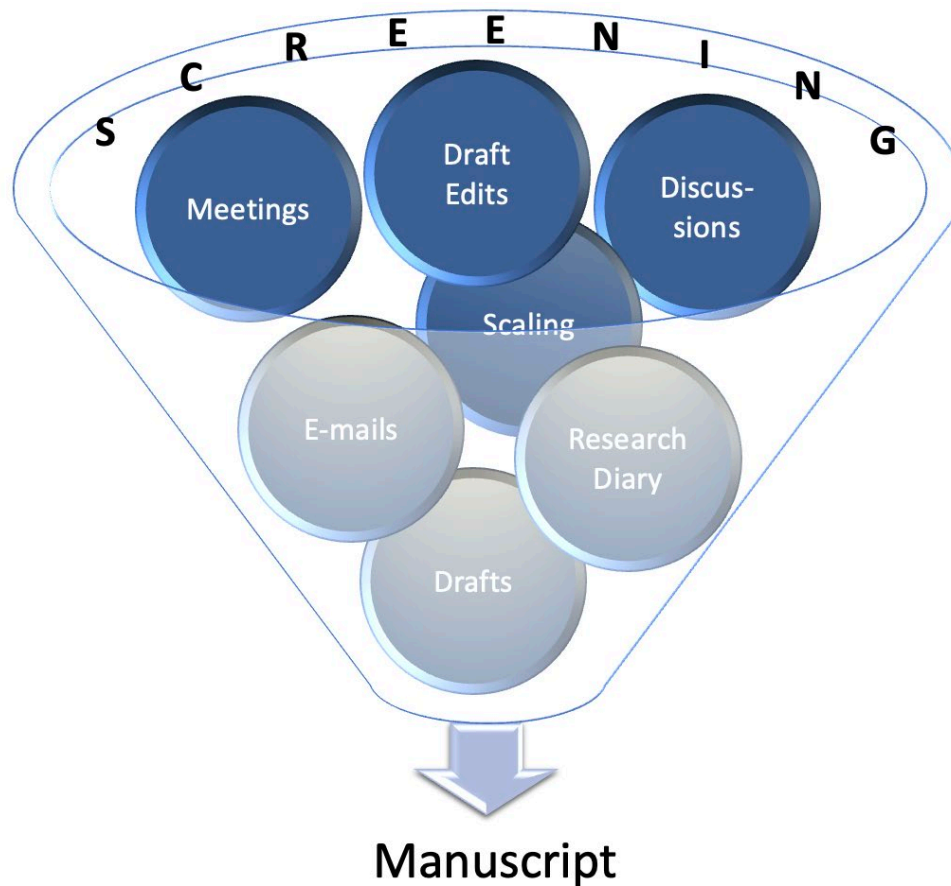 SCREENING
Meetings
Draft
Edits
Discus-
sions
Scaling
E-mails
Research
Diary
Drafts
Manuscript